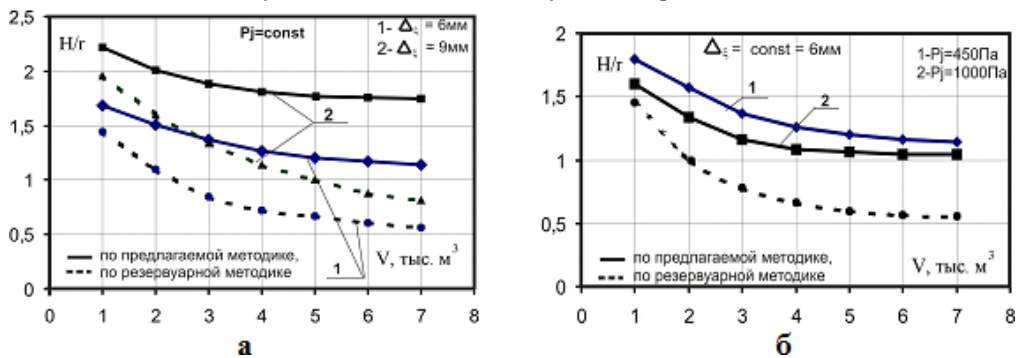 2,5
2
1,5
1
0,5
0
H/r
Pj=const
1- Δξ = 6мм
2- Δξ = 9мм
2
1
по предлагаемой методике,
по резервуарной методике
V, тыс. м³
0 1 2 3 4 5 6 7 8
а
2
1,5
1
0,5
0
H/r
Δξ = const = 6мм
1-Pj=450Па
2-Pj=1000Па
1
2
по предлагаемой методике,
по резервуарной методике
V, тыс. м³
0 1 2 3 4 5 6 7 8
б